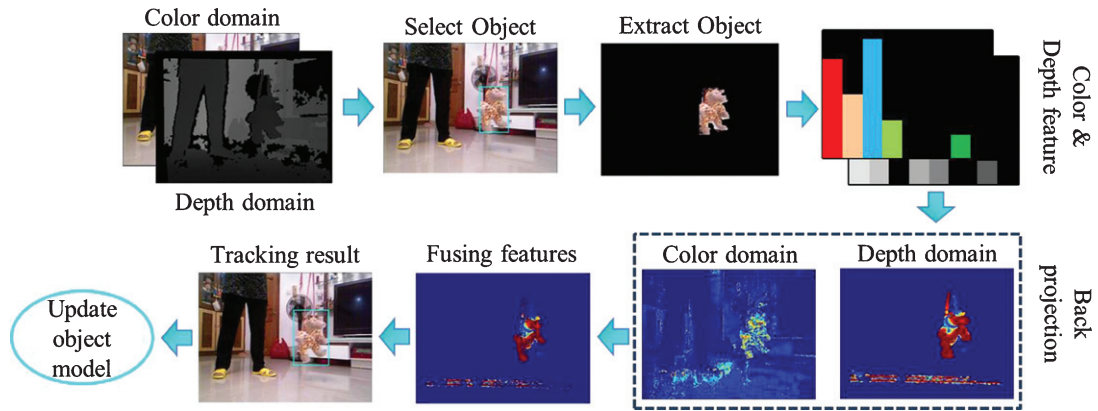 Color domain
Select Object
Extract Object
Color &
Depth feature
Depth domain
Tracking result
Fusing features
Color domain
Depth domain
Back
projection
Update
object
model